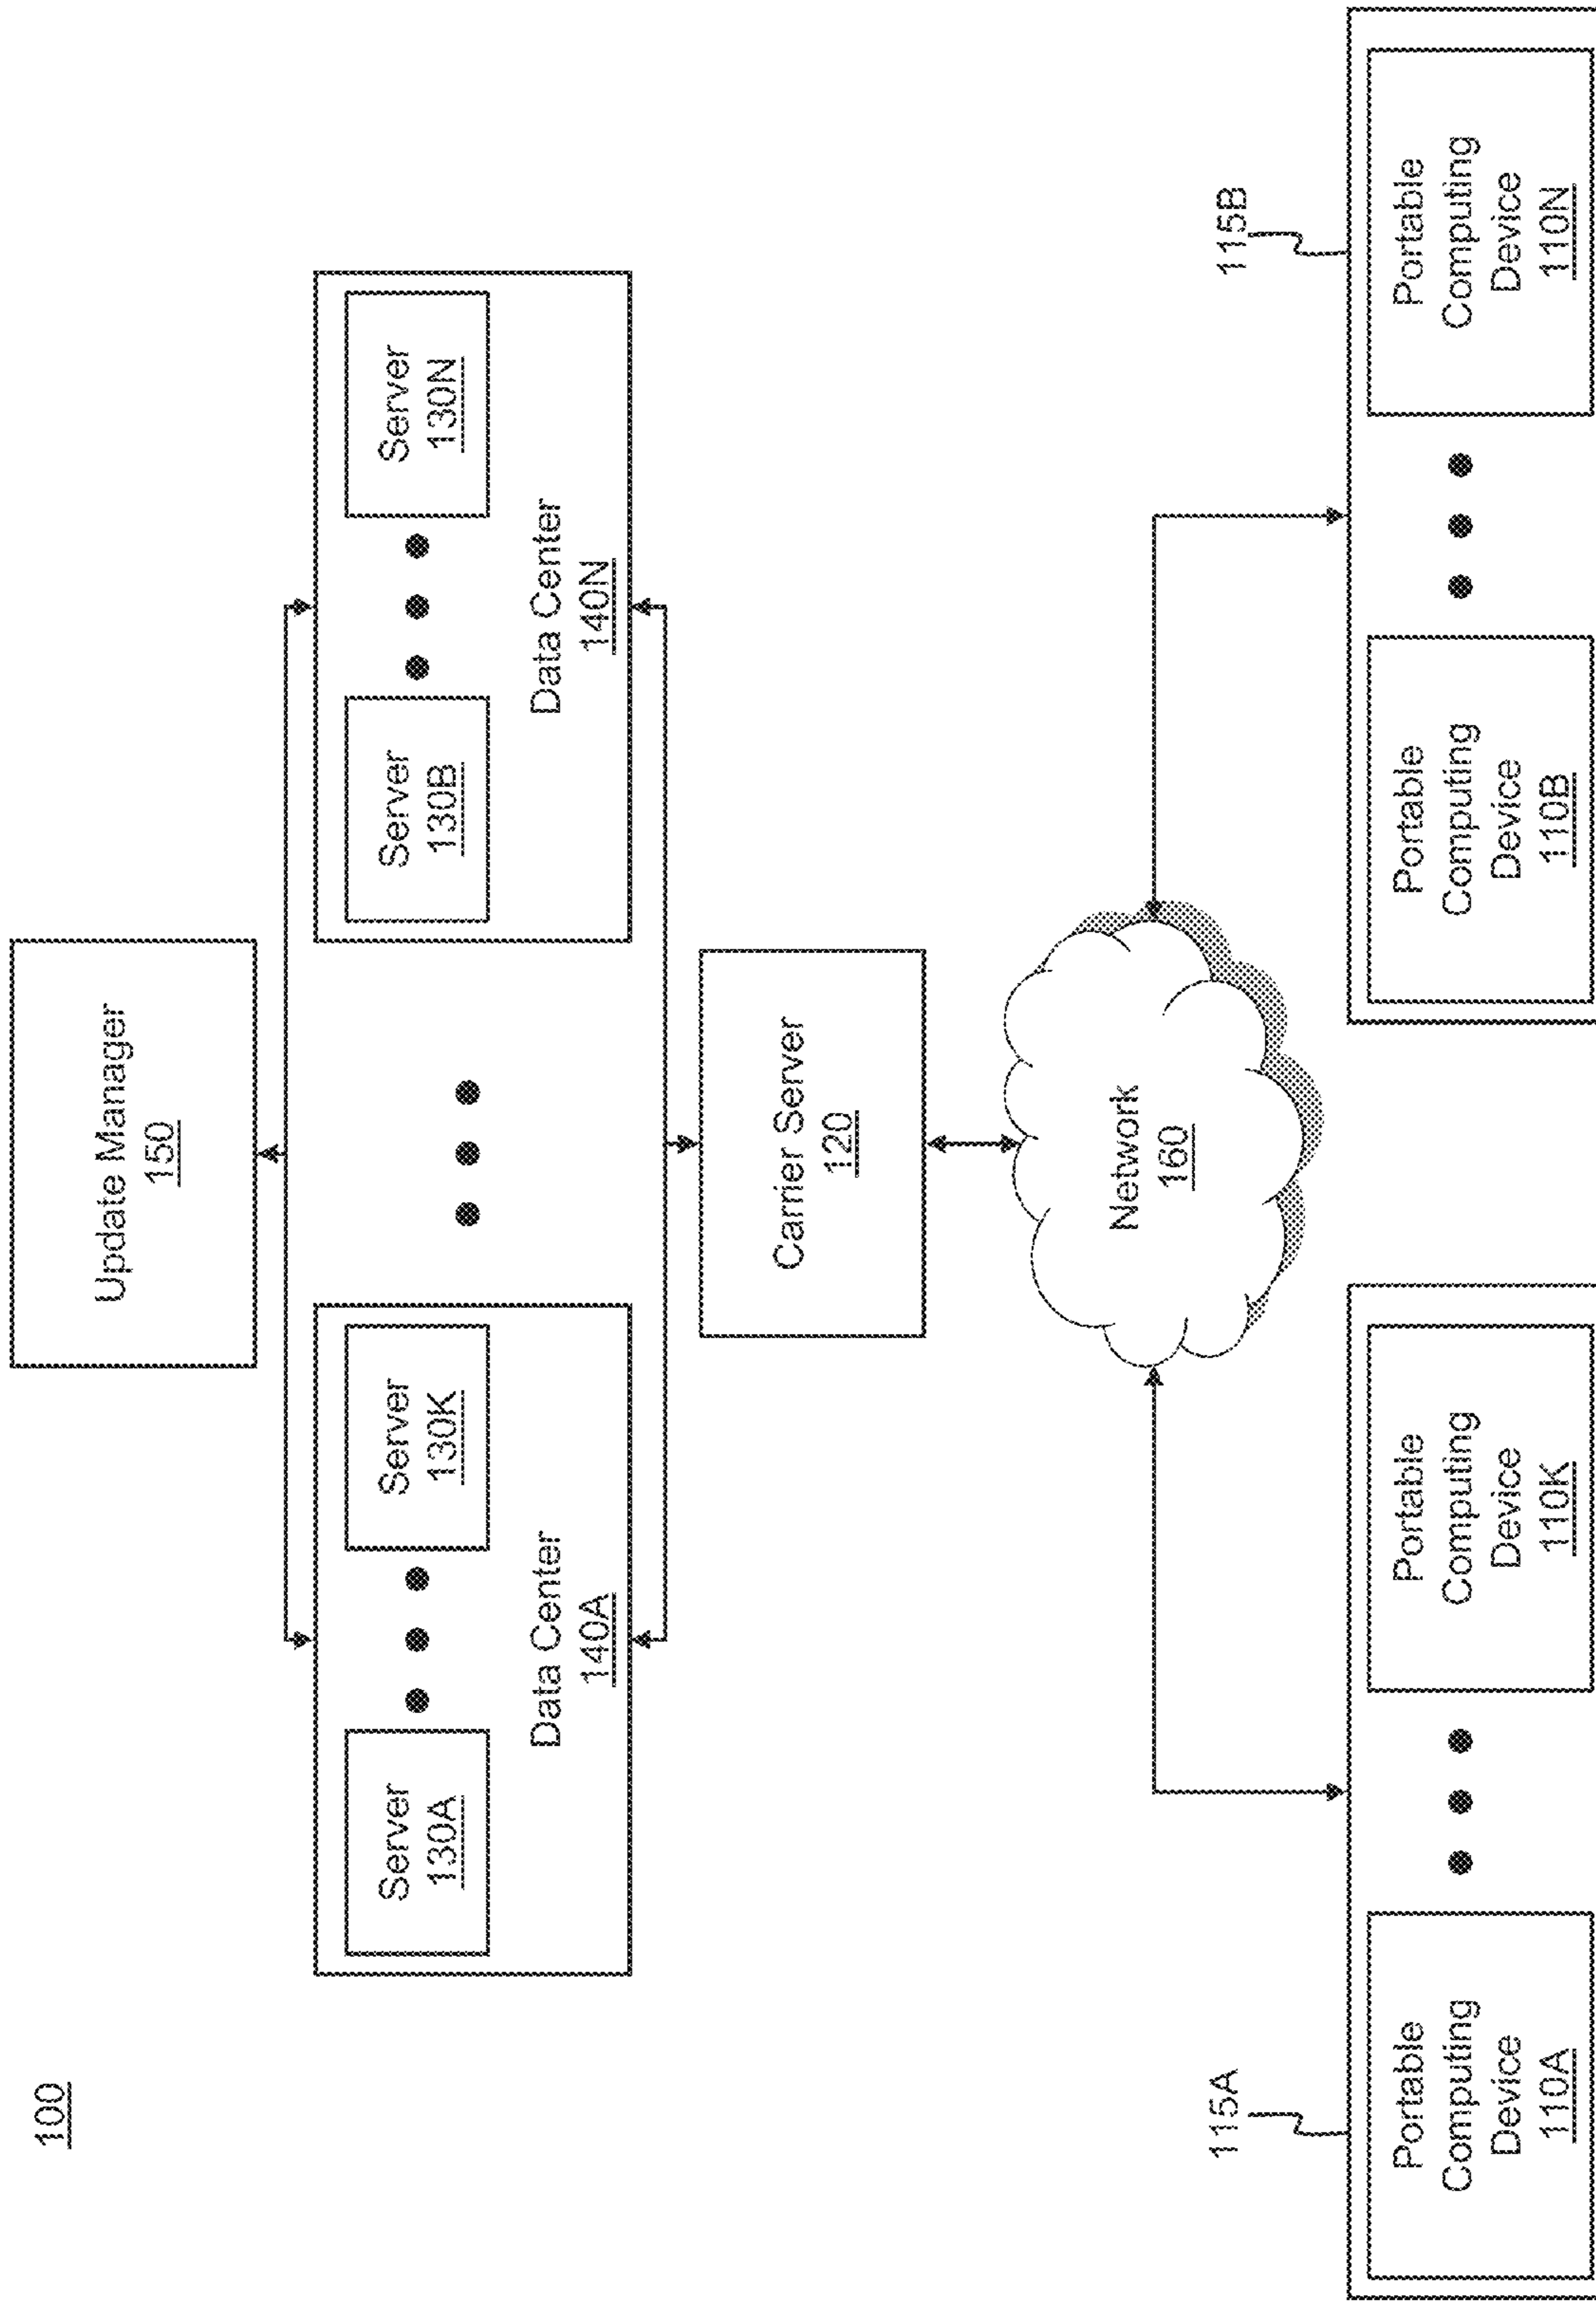 100
Update Manager
150
Server
130A
Server
130K
Data Center
140A
Server
130B
Server
130N
Data Center
140N
Carrier Server
120
Network
160
115A
Portable
Computing
Device
110A
Portable
Computing
Device
110K
115B
Portable
Computing
Device
110B
Portable
Computing
Device
110N